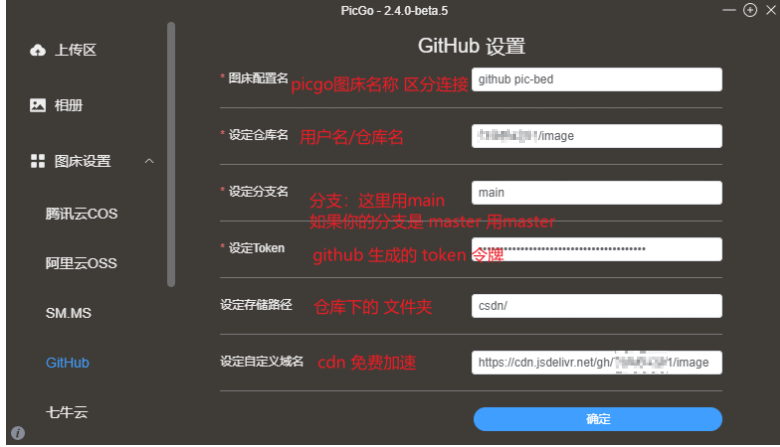 PicGo - 2.4.0-beta.5
上传区
相册
图床设置
腾讯云COS
阿里云OSS
SM.MS
GitHub
七牛云
GitHub 设置
* 图床配置名 picgo图床名称 区分连接 github pic-bed
* 设定仓库名 用户名/仓库名 /image
* 设定分支名 分支：这里用main main
如果你的分支是 master 用master
* 设定Token github 生成的 token 令牌
设定存储路径 仓库下的 文件夹 csdn/
设定自定义域名 cdn 免费加速 https://cdn.jsdelivr.net/gh/ 1/image
确定